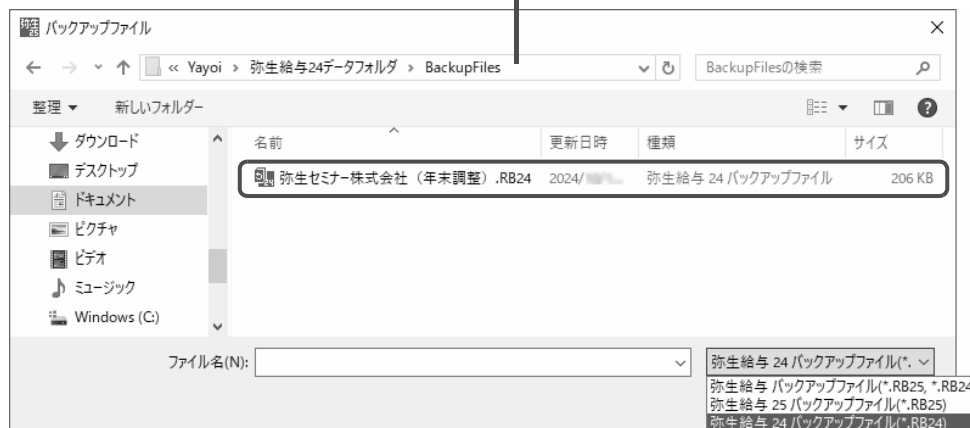 バックアップファイル
« Yayoi › 弥生給与24データフォルダ › BackupFiles
BackupFilesの検索
整理
新しいフォルダー
ダウンロード
デスクトップ
ドキュメント
ピクチャ
ビデオ
ミュージック
Windows (C:)
名前 更新日時 種類 サイズ
弥生セミナー株式会社（年末調整）.RB24 2024/ 弥生給与 24 バックアップファイル 206 KB
ファイル名(N):
弥生給与 24 バックアップファイル(*.
弥生給与 バックアップファイル(*.RB25, *.RB24
弥生給与 25 バックアップファイル(*.RB25)
弥生給与 24 バックアップファイル(*.RB24)